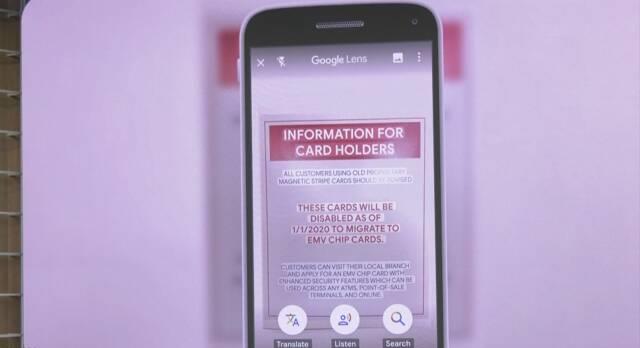 Google Lens
INFORMATION FOR
CARD HOLDERS
ALL CUSTOMERS USING OLD PROPRIETARY
MAGNETIC STRIPE CARDS SHOULD BE ADVISED
THESE CARDS WILL BE
DISABLED AS OF
1/1/2020 TO MIGRATE TO
EMV CHIP CARDS.
CUSTOMERS CAN VISIT THEIR LOCAL BRANCH
AND APPLY FOR AN EMV CHIP CARD WITH
ENHANCED SECURITY FEATURES WHICH CAN BE
USED ACROSS ANY ATMS, POINT-OF-SALE
TERMINALS, AND ONLINE.
Translate Listen Search